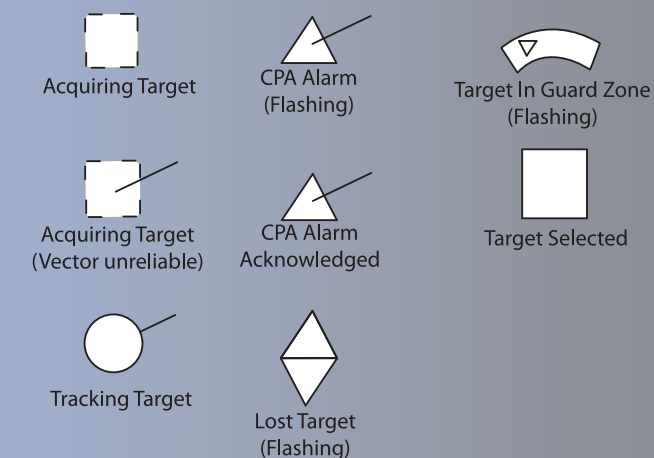 Acquiring Target
CPA Alarm
(Flashing)
Target In Guard Zone
(Flashing)
Acquiring Target
(Vector unreliable)
CPA Alarm
Acknowledged
Target Selected
Tracking Target
Lost Target
(Flashing)